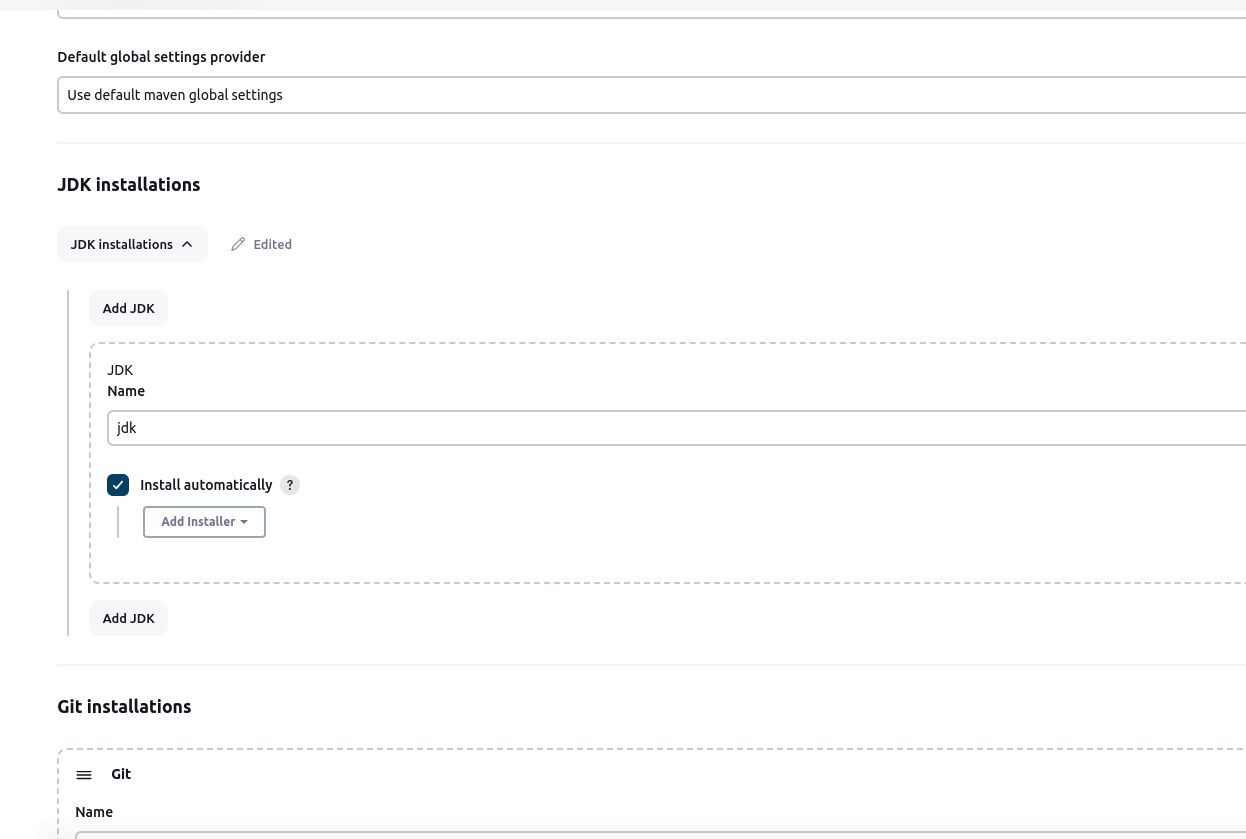 Default global settings provider
Use default maven global settings
JDK installations
JDK installations
Edited
Add JDK
JDK
Name
jdk
Install automatically ?
Add Installer
Add JDK
Git installations
Git
Name